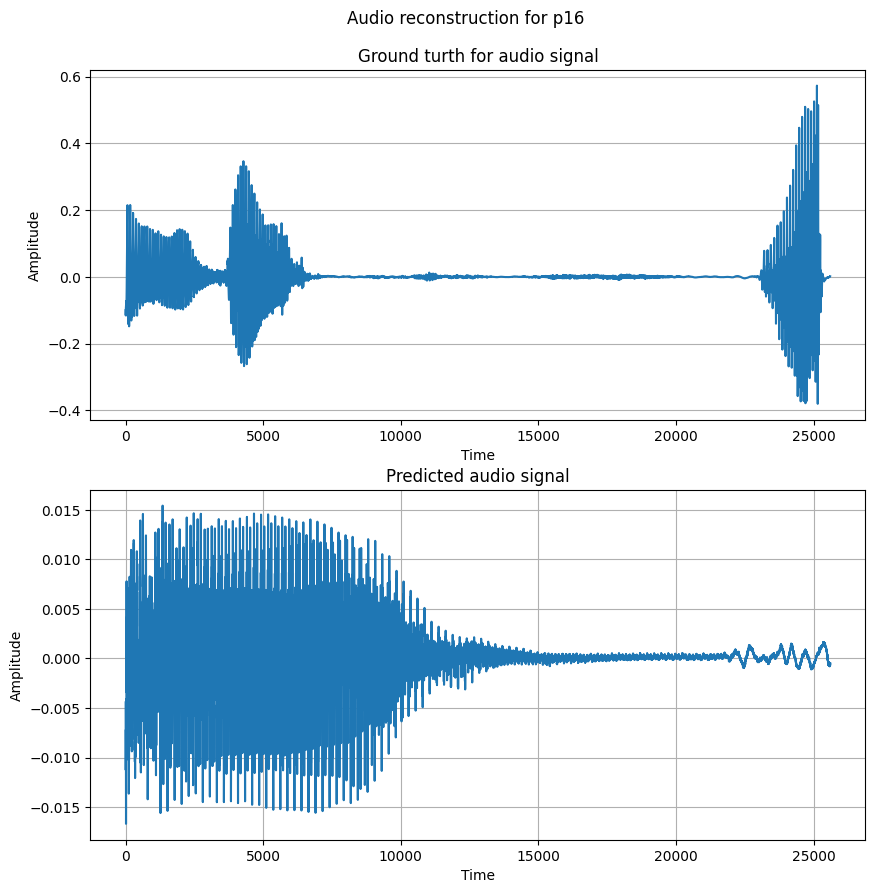 Audio reconstruction for p16
Ground turth for audio signal
0.6
0.4
0.2
0.0
−0.2
−0.4
Amplitude
0 5000 10000 15000 20000 25000
Time
Predicted audio signal
0.015
0.010
0.005
0.000
−0.005
−0.010
−0.015
Amplitude
0 5000 10000 15000 20000 25000
Time